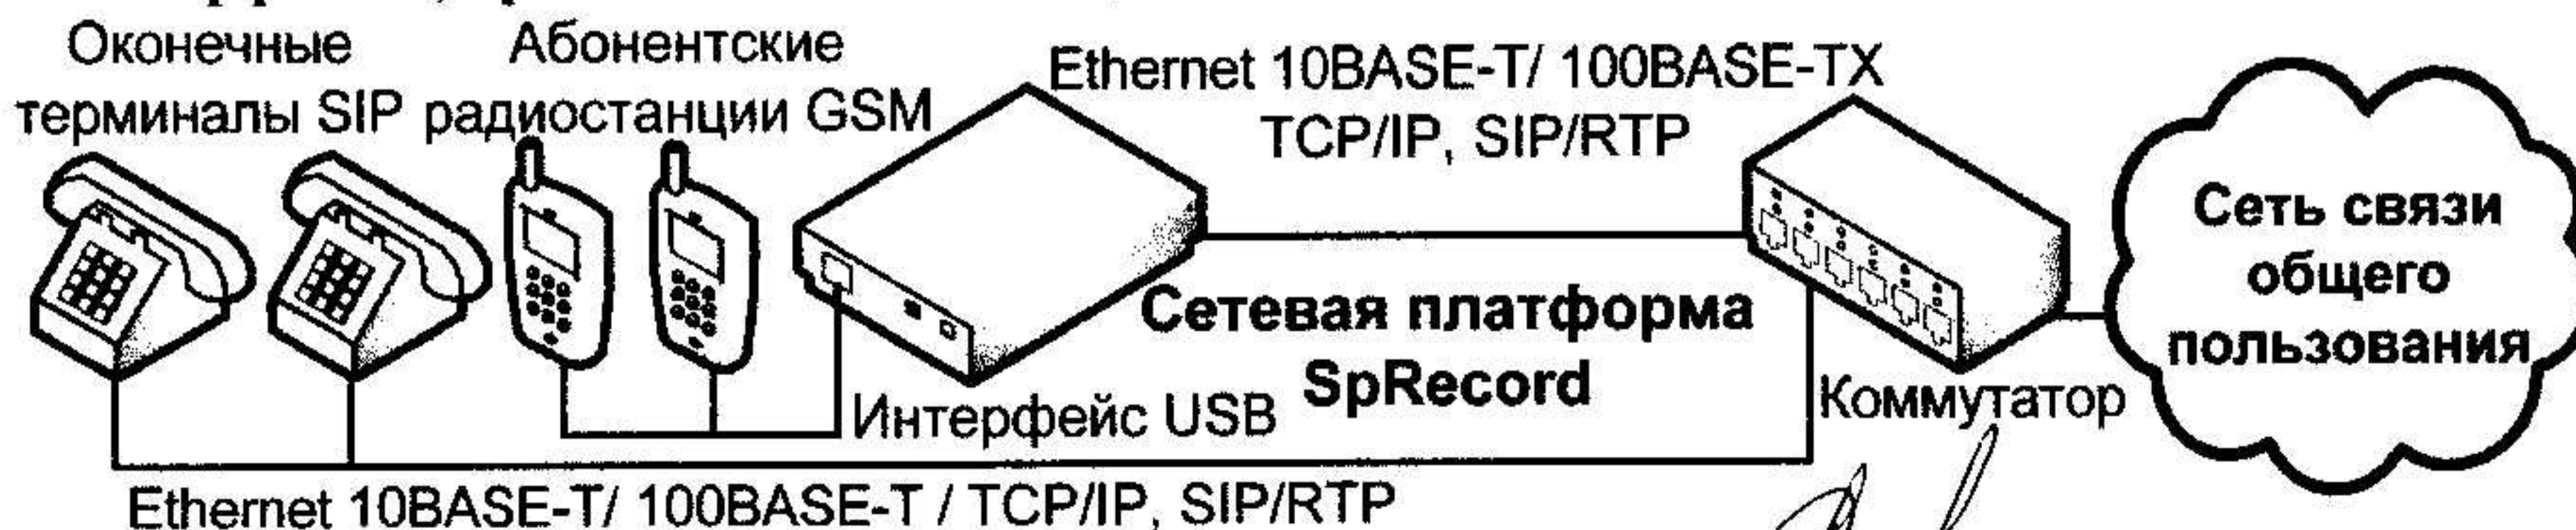 Оконечные
терминалы SIP
Абонентские
радиостанции GSM
Ethernet 10BASE-T/ 100BASE-TX
TCP/IP, SIP/RTP
Сеть связи
общего
пользования
Сетевая платформа
SpRecord
Коммутатор
Интерфейс USB
Ethernet 10BASE-T/ 100BASE-T / TCP/IP, SIP/RTP